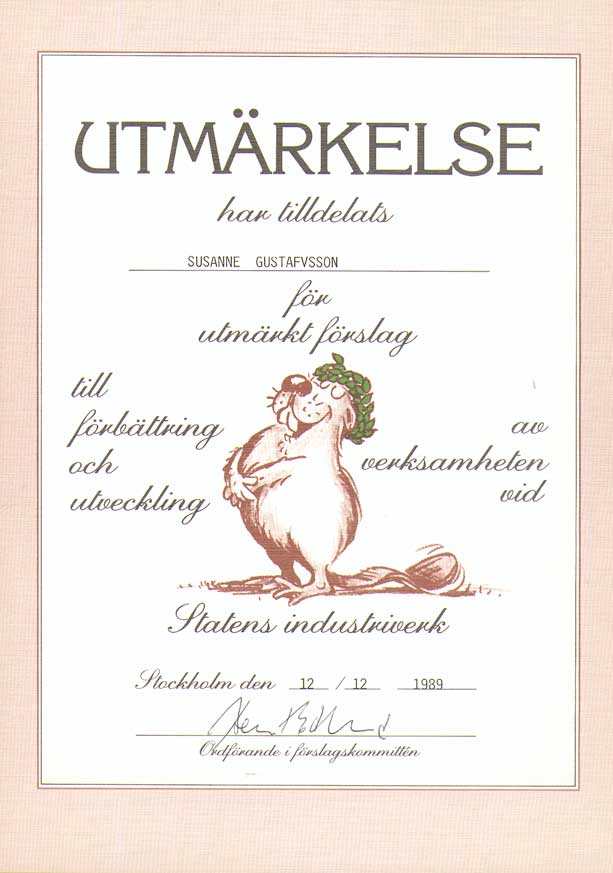 UTMÄRKELSE
har tilldelats
SUSANNE GUSTAFVSSON
för
utmärkt förslag
till
förbättring
och
utveckling
av
verksamheten
vid
Statens industriverk
Stockholm den 12 / 12 1989
Ordförande i förslagskommittén